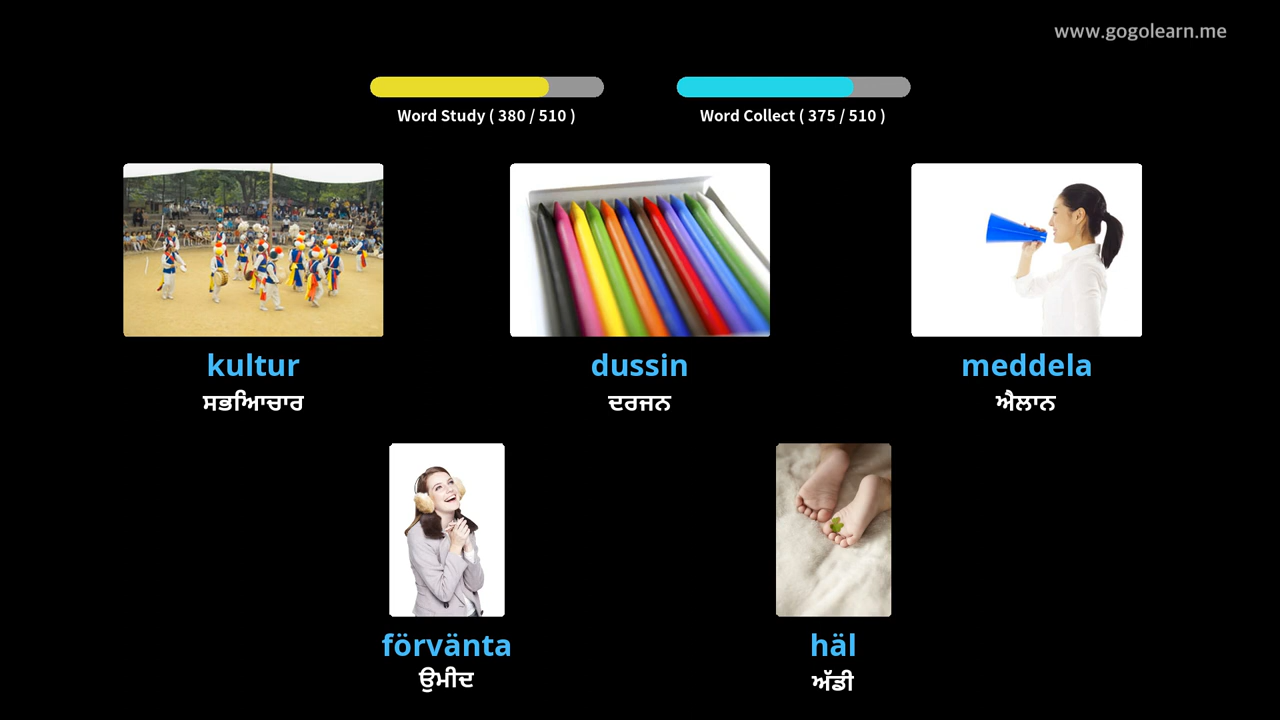 www.gogolearn.me
Word Study ( 380 / 510 )
Word Collect ( 375 / 510 )
kultur
ਸਭਿਆਚਾਰ
dussin
ਦਰਜਨ
meddela
ਐਲਾਨ
förvänta
ਉਮੀਦ
häl
ਅੱਡੀ